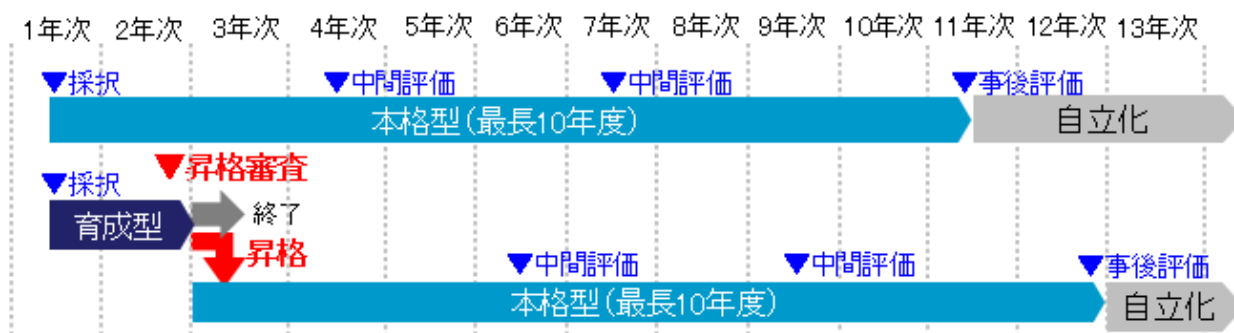 1年次 2年次 3年次 4年次 5年次 6年次 7年次 8年次 9年次 10年次 11年次 12年次 13年次
▼採択 ▼中間評価 ▼中間評価 ▼事後評価
本格型(最長10年度) 自立化
▼昇格審査
▼採択
育成型 終了
昇格
▼中間評価 ▼中間評価 ▼事後評価
本格型(最長10年度) 自立化